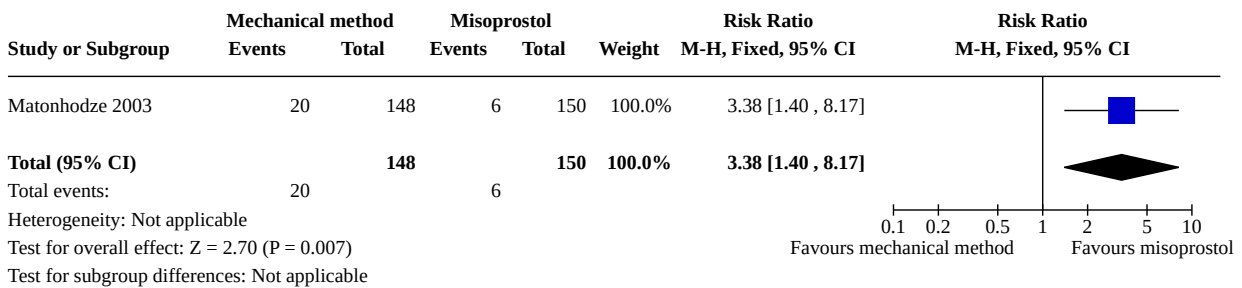 Mechanical method Misoprostol Risk Ratio Risk Ratio
Study or Subgroup Events Total Events Total Weight M-H, Fixed, 95% CI M-H, Fixed, 95% CI
Matonhodze 2003 20 148 6 150 100.0% 3.38 [1.40 , 8.17]
Total (95% CI) 148 150 100.0% 3.38 [1.40 , 8.17]
Total events: 20 6
Heterogeneity: Not applicable
0.1 0.2 0.5 1 2 5 10
Test for overall effect: Z = 2.70 (P = 0.007) Favours mechanical method Favours misoprostol
Test for subgroup differences: Not applicable